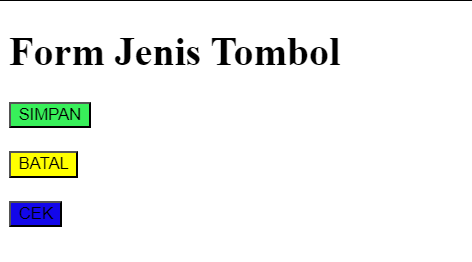 Form Jenis Tombol
SIMPAN
BATAL
CEK